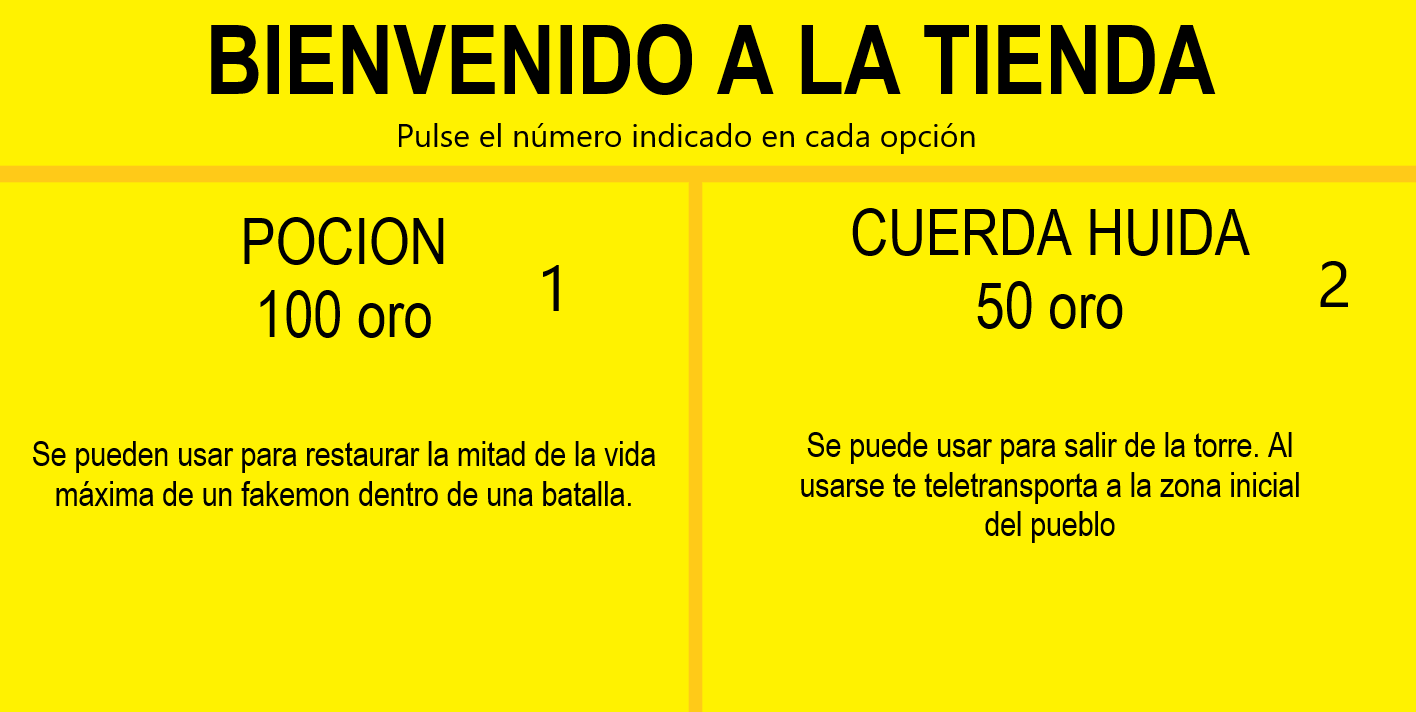 BIENVENIDO A LA TIENDA
Pulse el número indicado en cada opción
POCION
100 oro
1
Se pueden usar para restaurar la mitad de la vida
máxima de un fakemon dentro de una batalla.
CUERDA HUIDA
50 oro
2
Se puede usar para salir de la torre. Al
usarse te teletransporta a la zona inicial
del pueblo